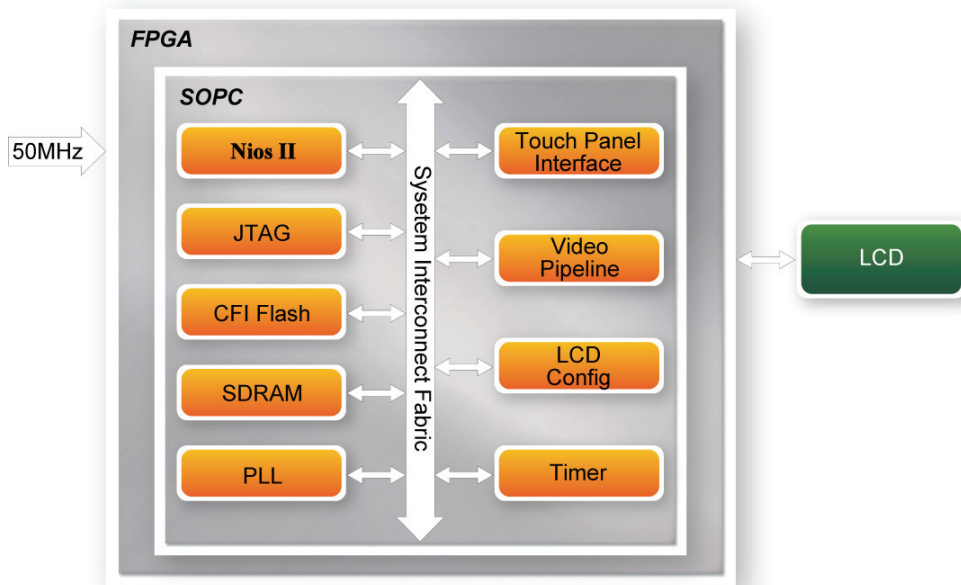 FPGA
SOPC
50MHz
Nios II
JTAG
CFI Flash
SDRAM
PLL
Sysetem Interconnect Fabric
Touch Panel
Interface
Video
Pipeline
LCD
Config
Timer
LCD